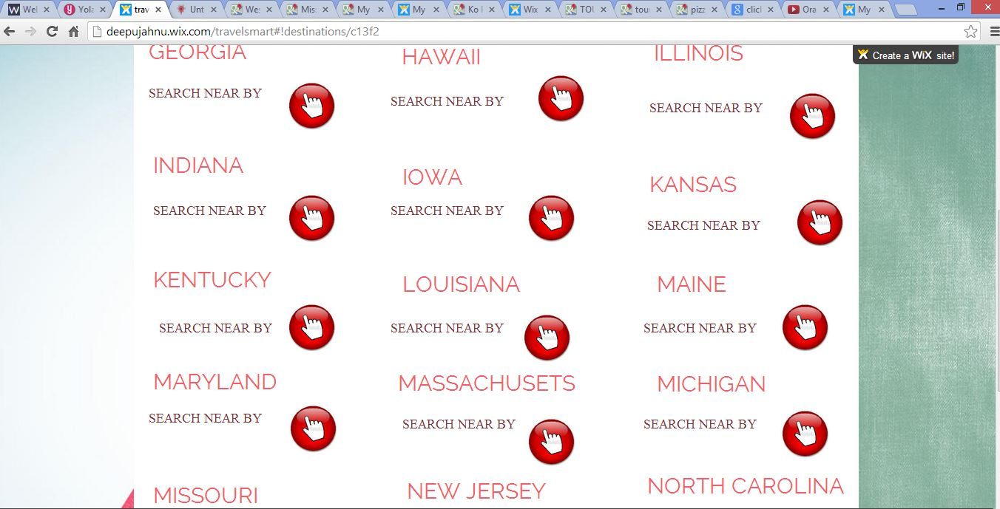 Wel
Yola
trav
Unt
Wes
Miss
My
My
Ko
Wix
TOU
tour
pizz
click
Ora
My
deepujahnu.wix.com/travelsmart#!destinations/c13f2
Create a WiX site!
GEORGIA
HAWAII
ILLINOIS
SEARCH NEAR BY
SEARCH NEAR BY
SEARCH NEAR BY
INDIANA
IOWA
KANSAS
SEARCH NEAR BY
SEARCH NEAR BY
SEARCH NEAR BY
KENTUCKY
LOUISIANA
MAINE
SEARCH NEAR BY
SEARCH NEAR BY
SEARCH NEAR BY
MARYLAND
MASSACHUSETS
MICHIGAN
SEARCH NEAR BY
SEARCH NEAR BY
SEARCH NEAR BY
MISSOURI
NEW JERSEY
NORTH CAROLINA